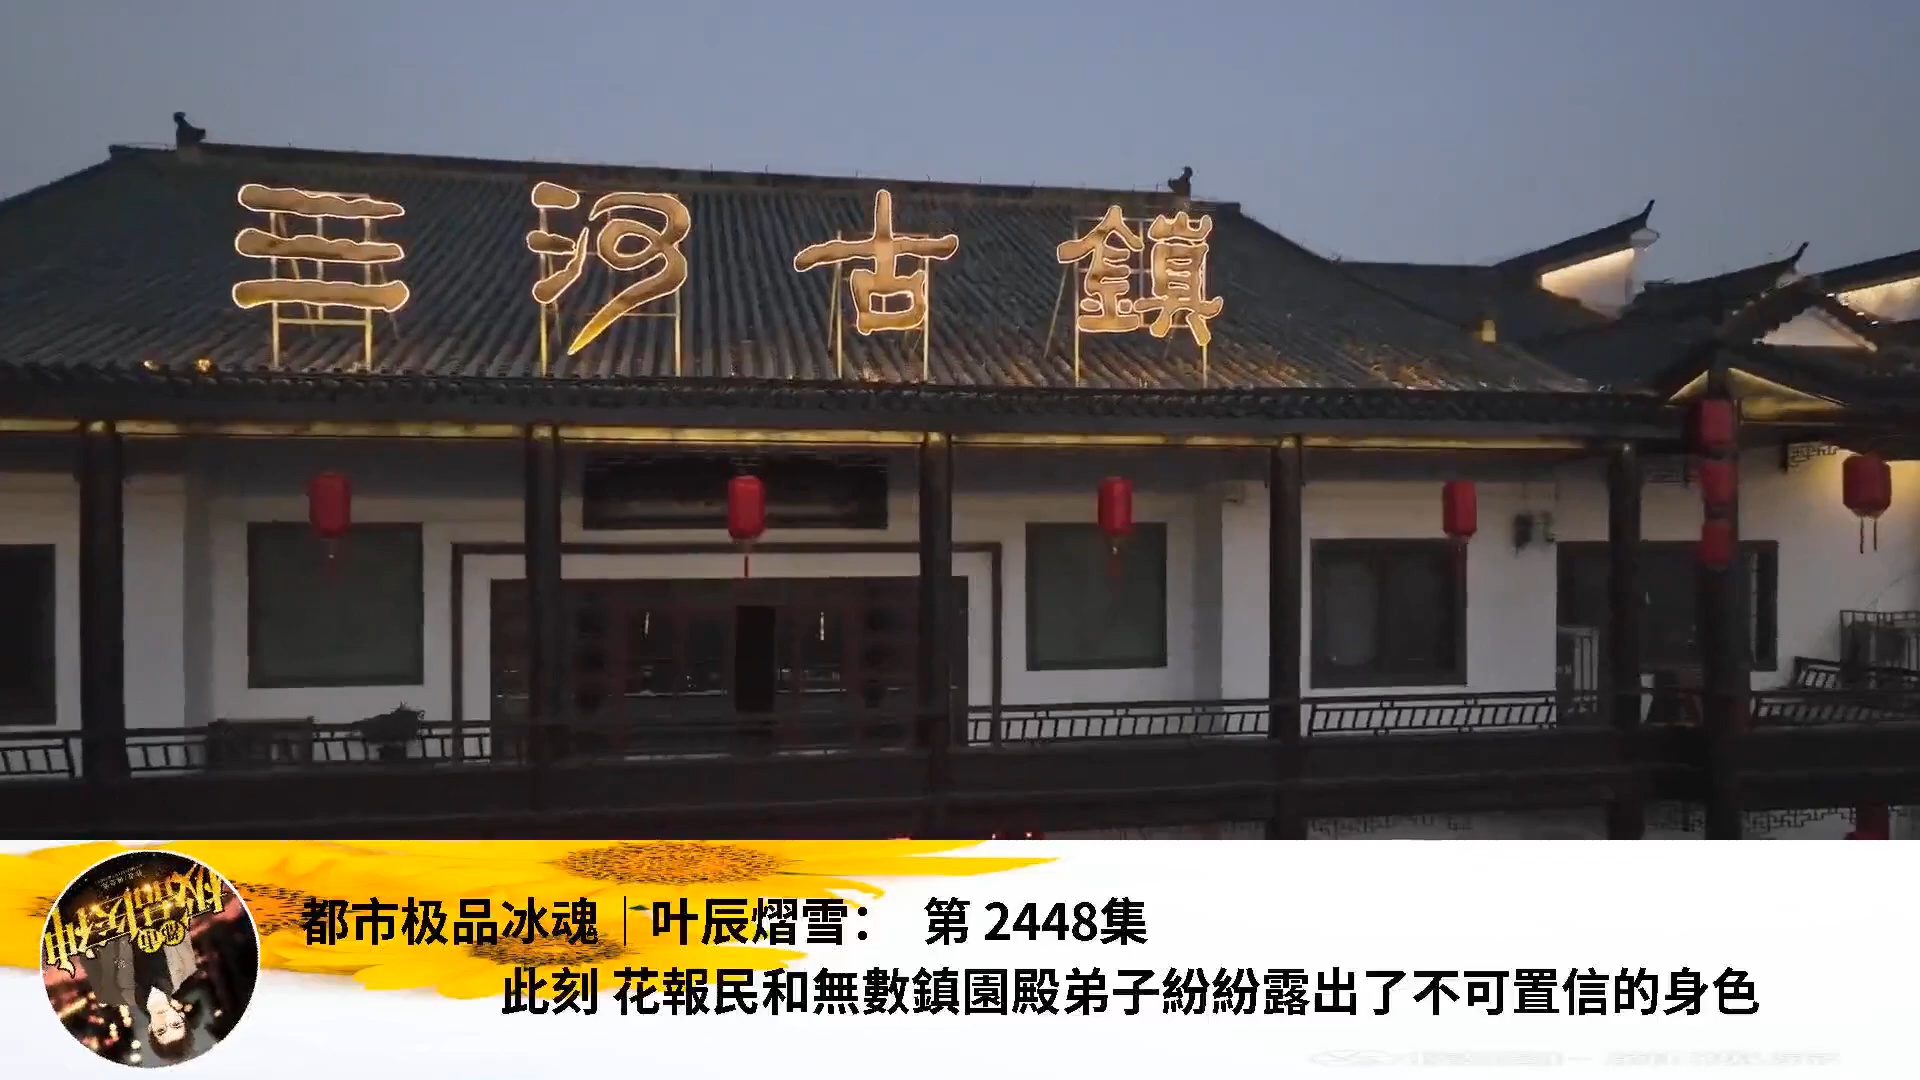 三河古鎮
都市极品冰魂｜叶辰熠雪： 第 2448集
此刻 花報民和無數鎮園殿弟子紛紛露出了不可置信的身色